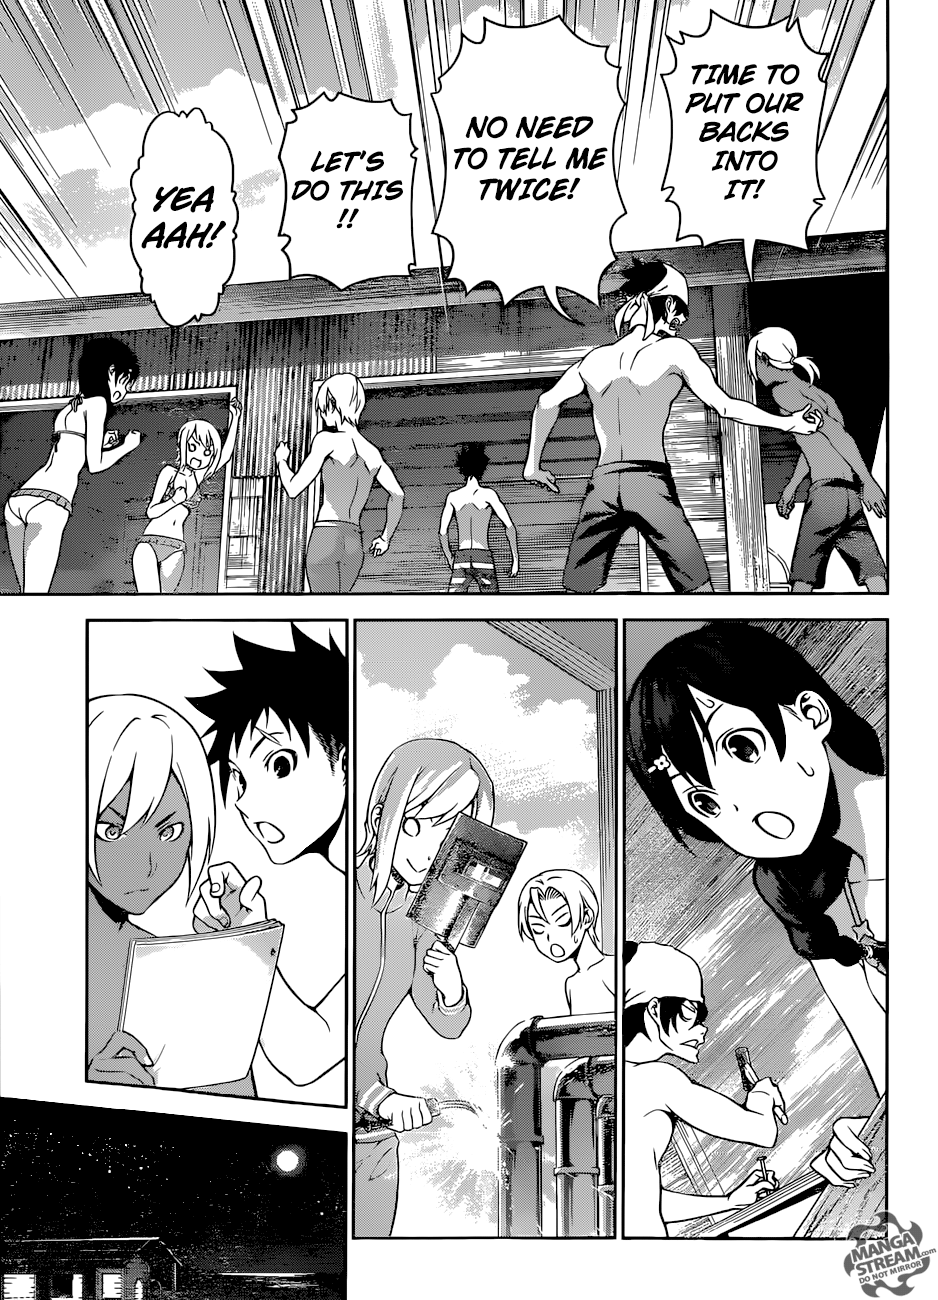 TIME TO
PUT OUR
BACKS
INTO
IT!
NO NEED
TO TELL ME
TWICE!
LET'S
DO THIS
!!
YEA
AAH!
MANGA
STREAM.COM
DO NOT MIRROR